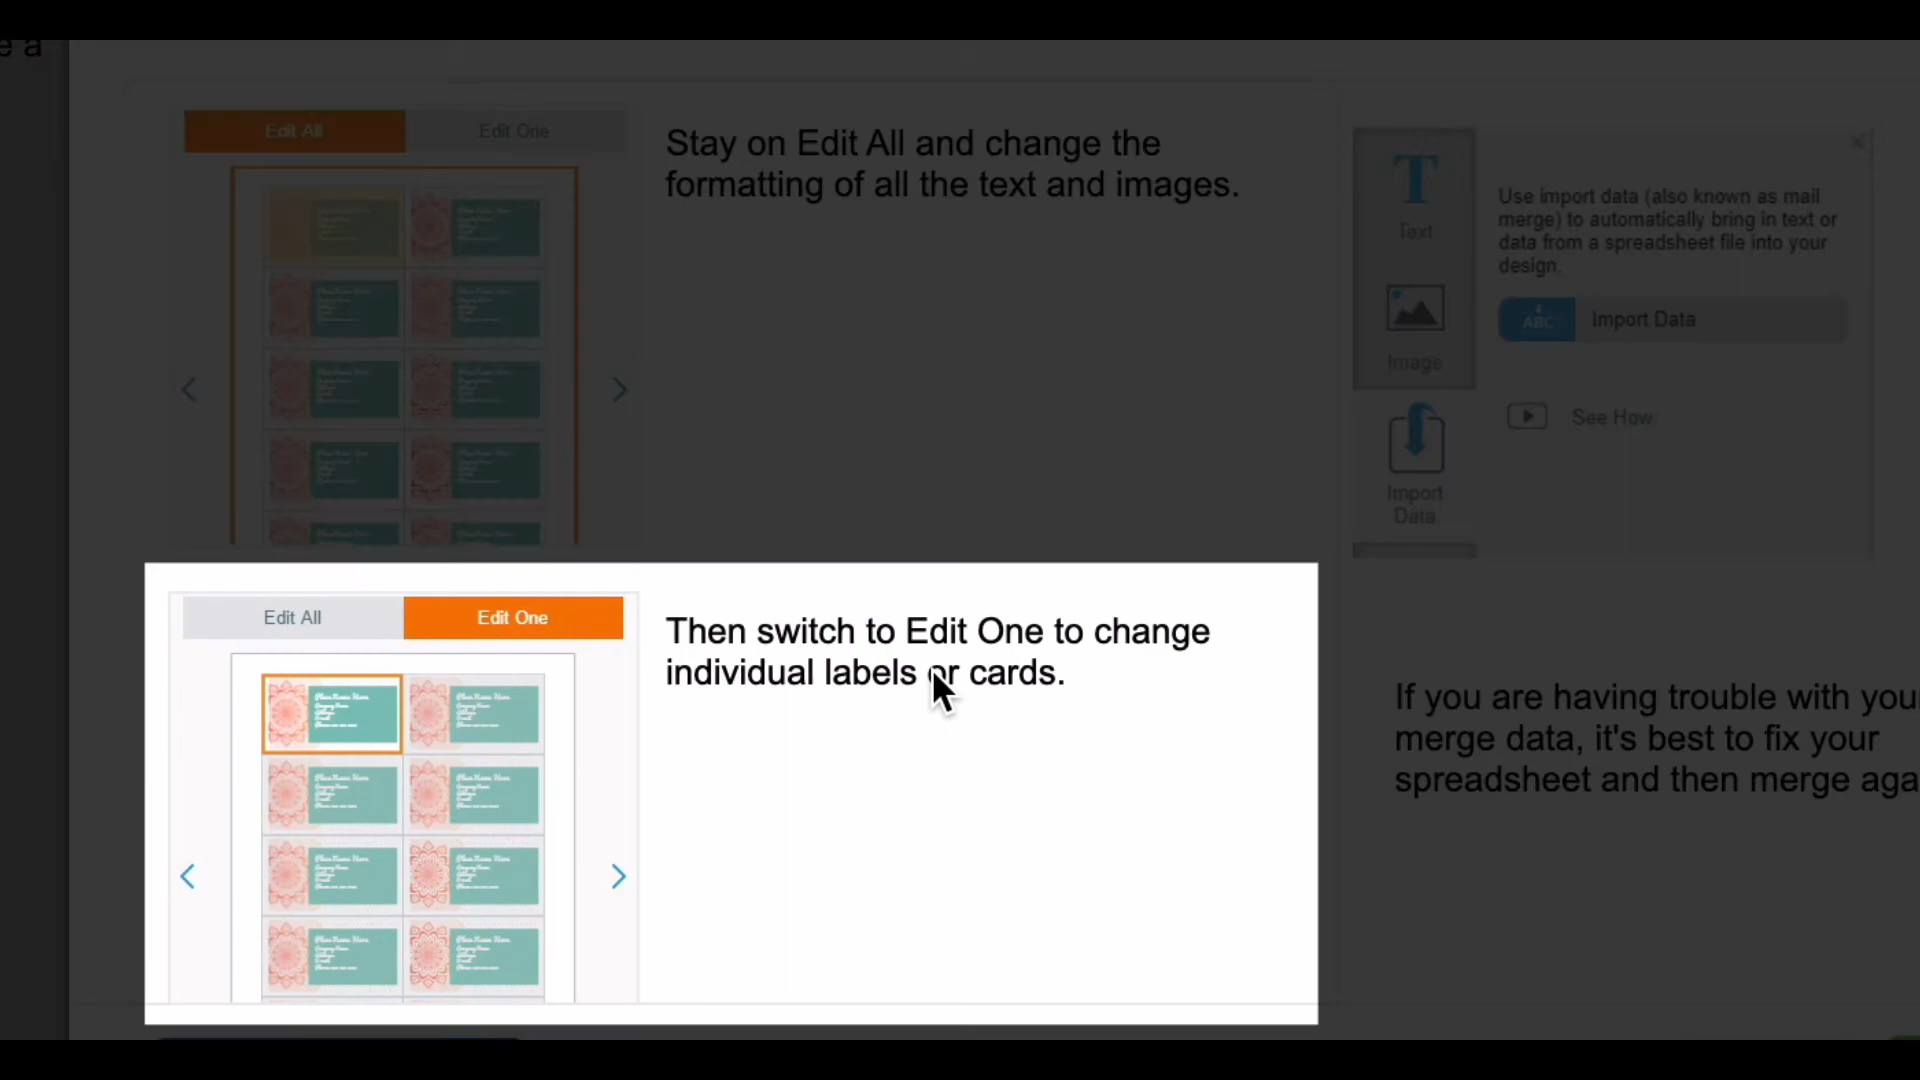 e a
Edit All
Edit One
Stay on Edit All and change the
formatting of all the text and images.
Text
Image
Import
Data
Use import data (also known as mail
merge) to automatically bring in text or
data from a spreadsheet file into your
design.
ABC
Import Data
See How
Edit All
Edit One
Then switch to Edit One to change
individual labels or cards.
If you are having trouble with you
merge data, it's best to fix your
spreadsheet and then merge aga